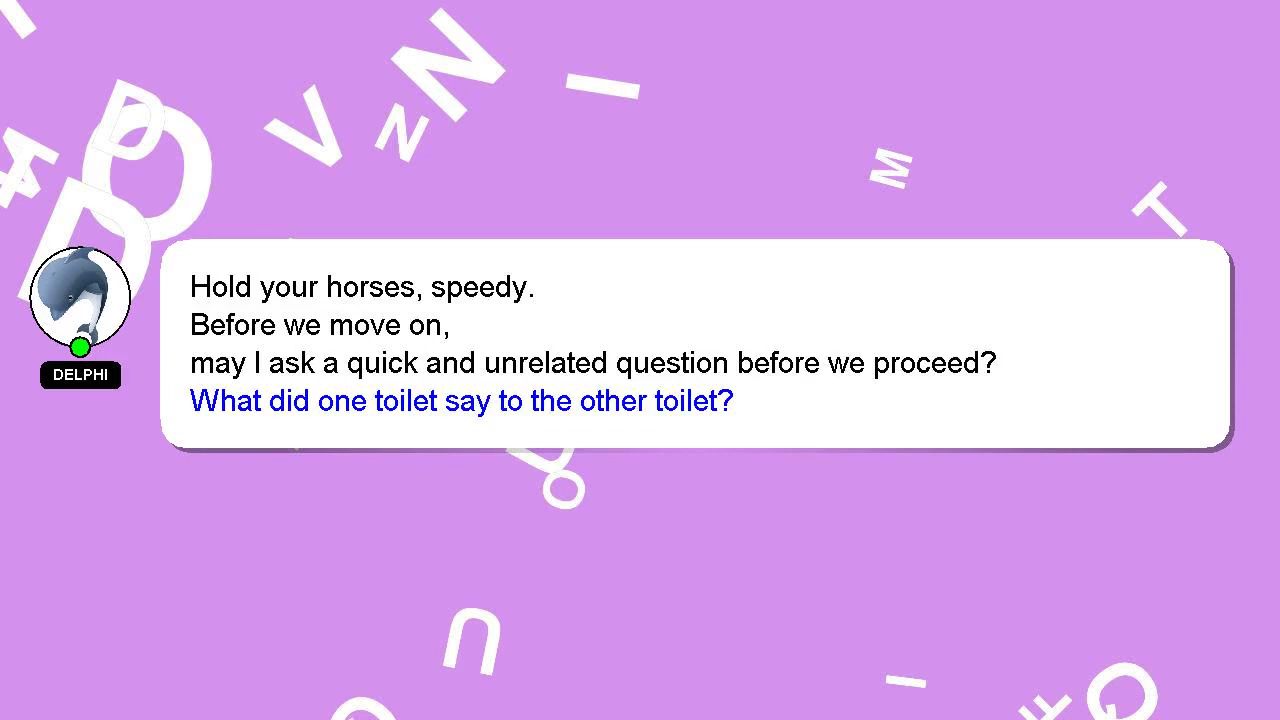 Hold your horses, speedy.
Before we move on,
may I ask a quick and unrelated question before we proceed?
What did one toilet say to the other toilet?
DELPHI